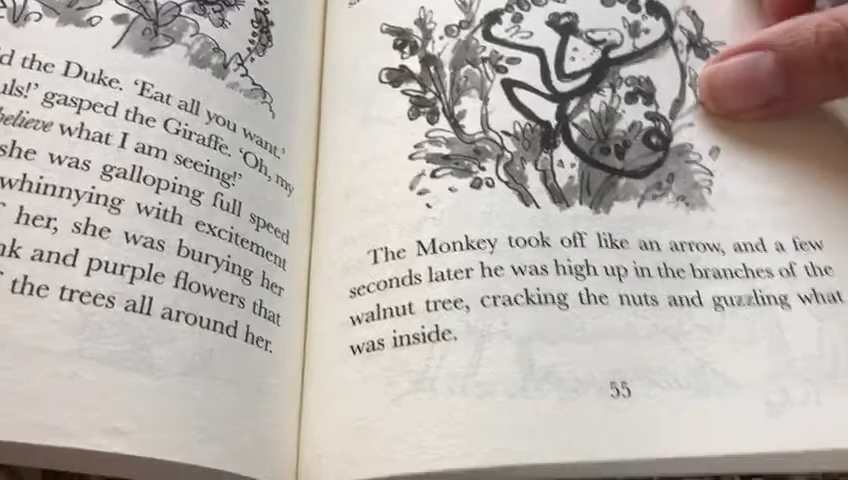 the Duke. 'Eat all you want.'
gasped the Giraffe. 'Oh, my
believe what I am seeing!'
she was galloping full speed
whinnying with excitement
her, she was burying her
and purple flowers that
the trees all around her.
The Monkey took off like an arrow, and a few
seconds later he was high up in the branches of the
walnut tree, cracking the nuts and guzzling what
was inside.
55